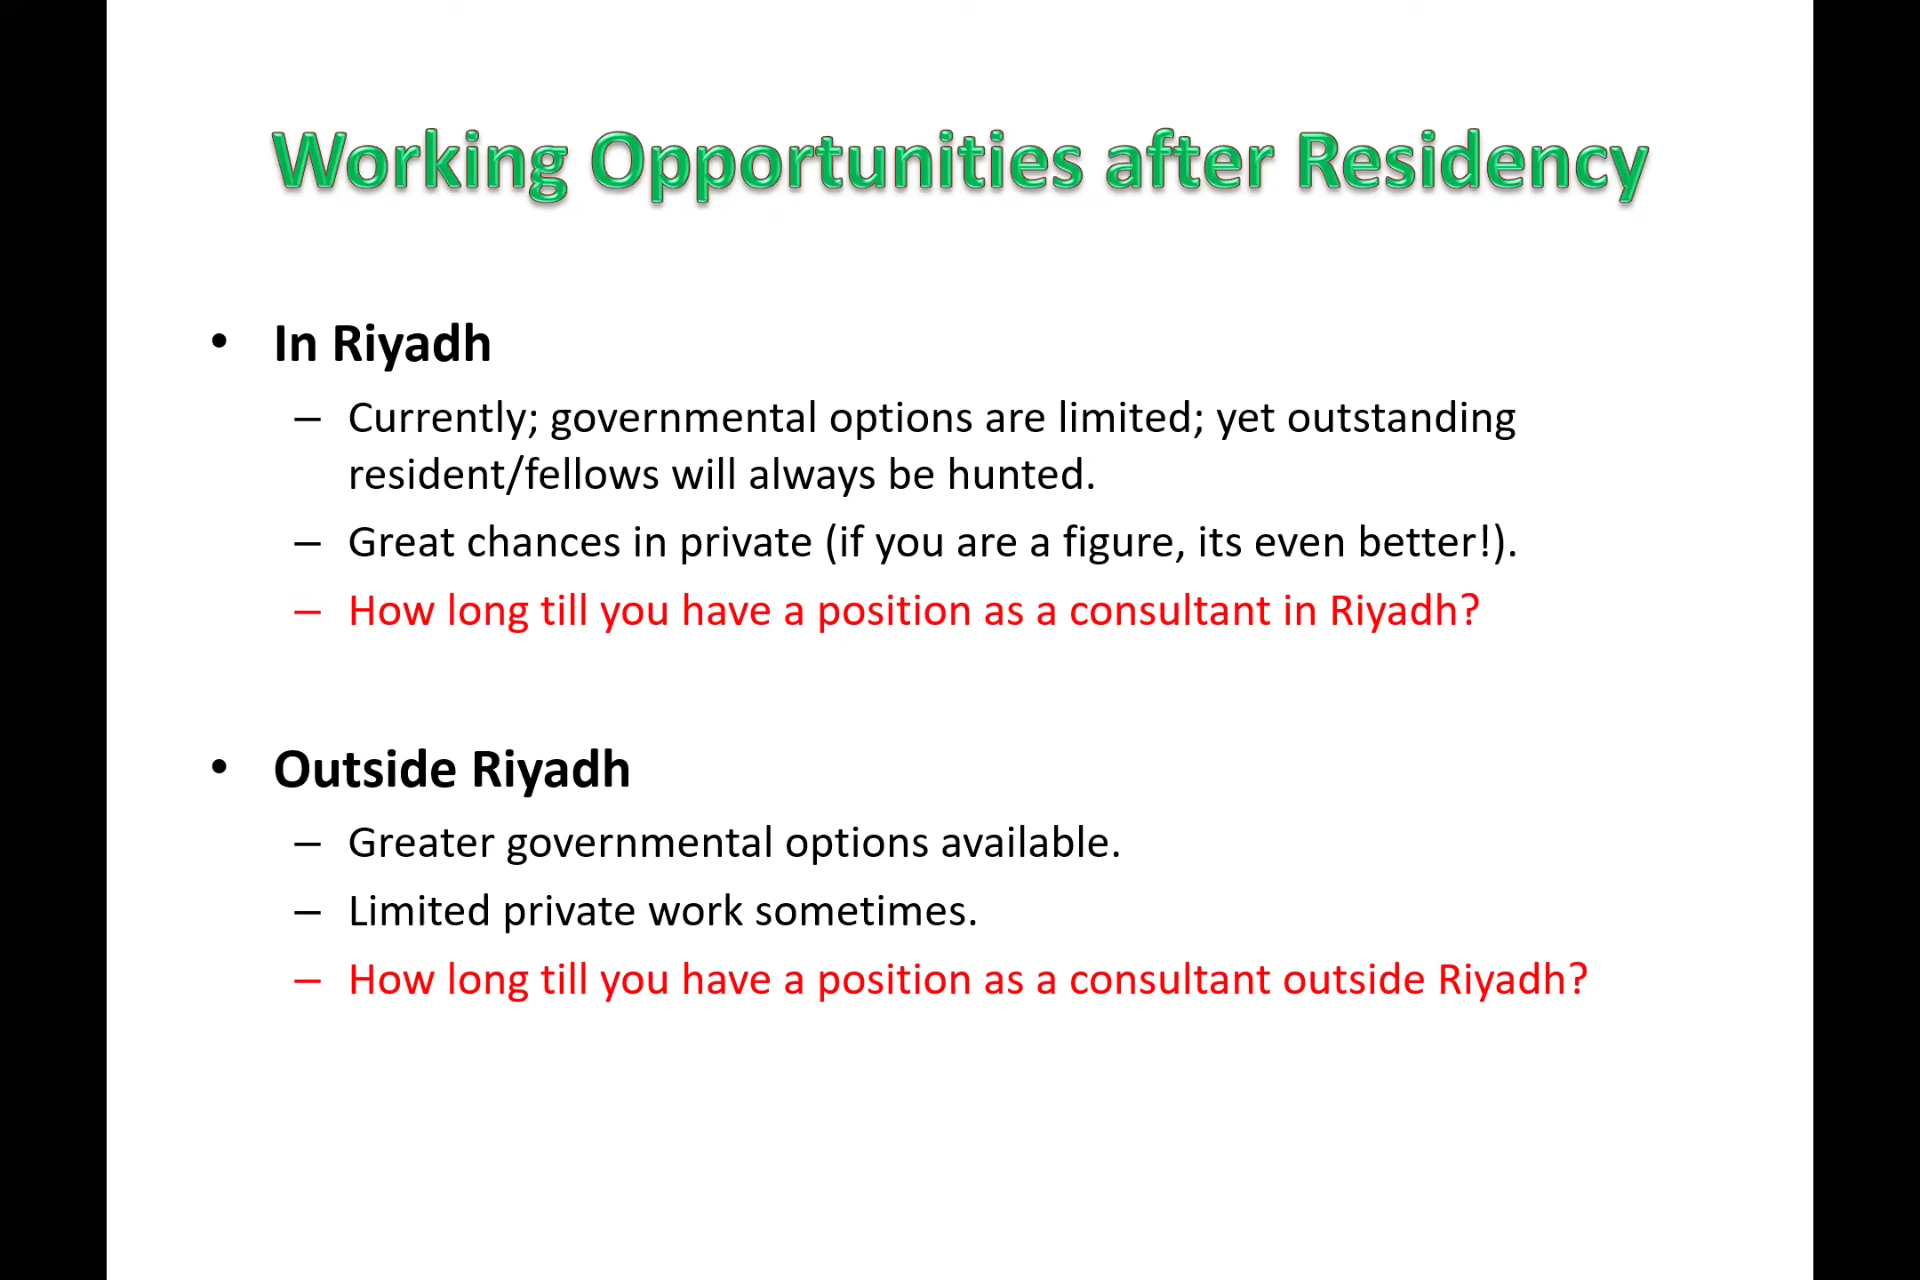 Working Opportunities after Residency
• In Riyadh
– Currently; governmental options are limited; yet outstanding
resident/fellows will always be hunted.
– Great chances in private (if you are a figure, its even better!).
– How long till you have a position as a consultant in Riyadh?
• Outside Riyadh
– Greater governmental options available.
– Limited private work sometimes.
– How long till you have a position as a consultant outside Riyadh?